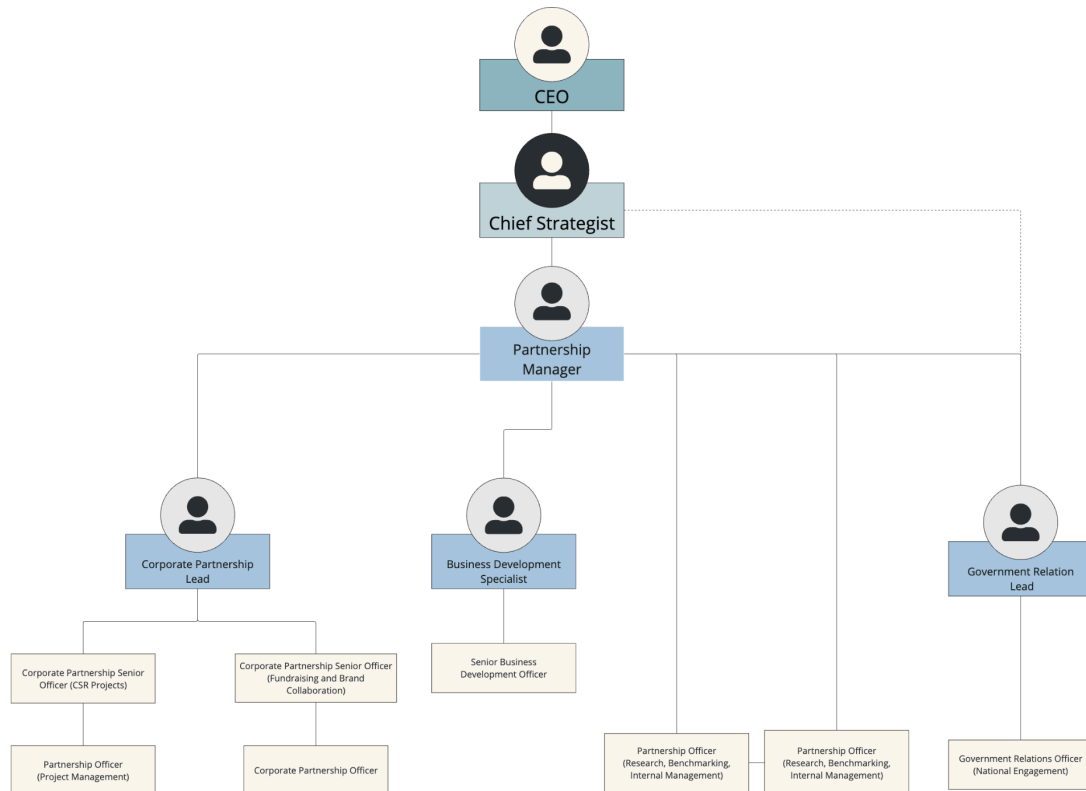 CEO
Chief Strategist
Partnership
Manager
Corporate Partnership
Lead
Business Development
Specialist
Government Relation
Lead
Corporate Partnership Senior
Officer (CSR Projects)
Corporate Partnership Senior Officer
(Fundraising and Brand
Collaboration)
Senior Business
Development Officer
Partnership Officer
(Project Management)
Corporate Partnership Officer
Partnership Officer
(Research, Benchmarking,
Internal Management)
Partnership Officer
(Research, Benchmarking,
Internal Management)
Government Relations Officer
(National Engagement)